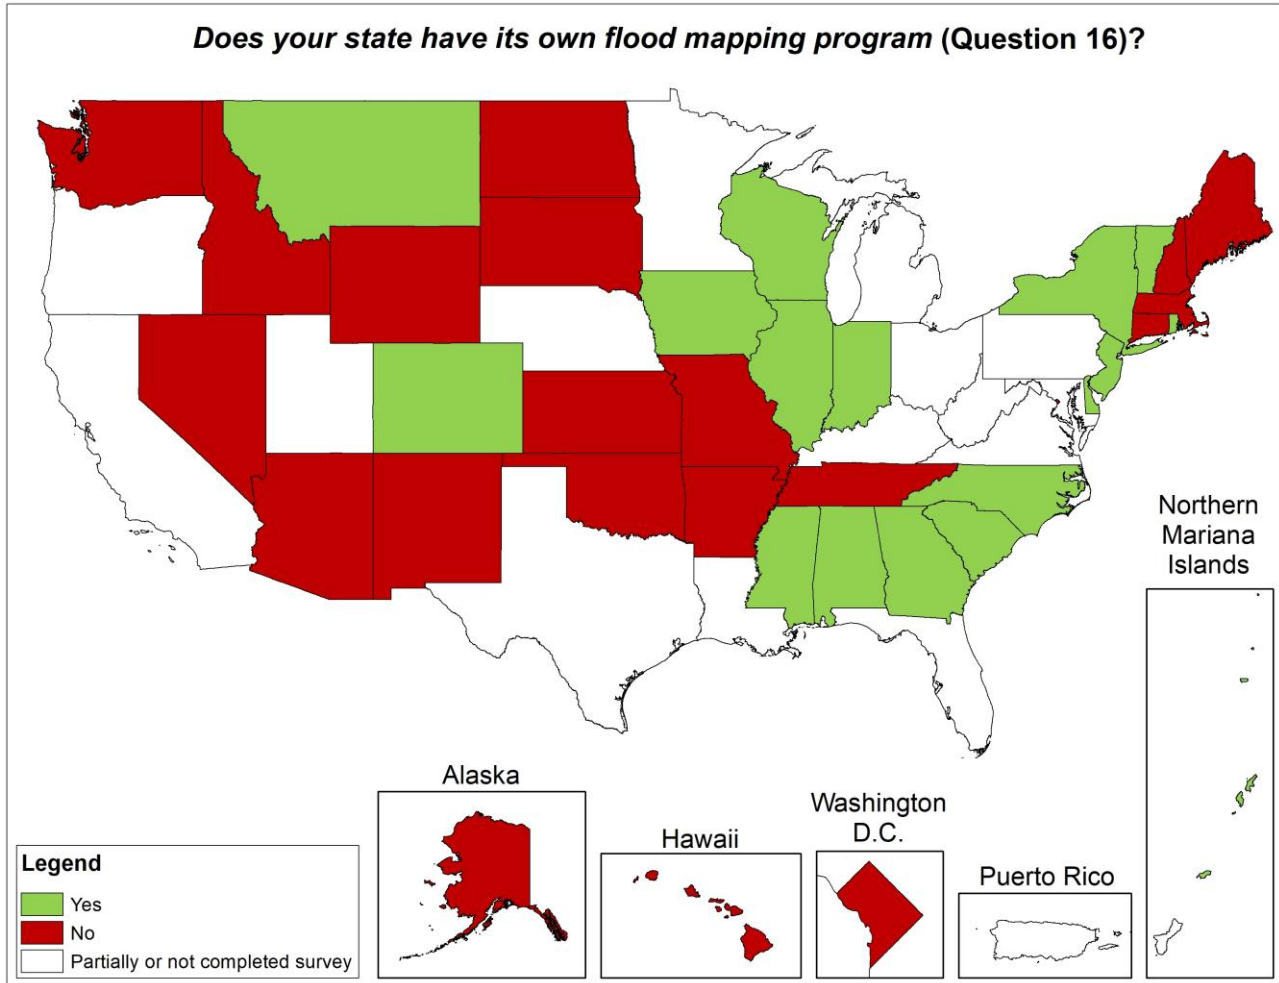 Does your state have its own flood mapping program (Question 16)?
Northern
Mariana
Islands
Alaska
Hawaii
Washington
D.C.
Puerto Rico
Legend
Yes
No
Partially or not completed survey